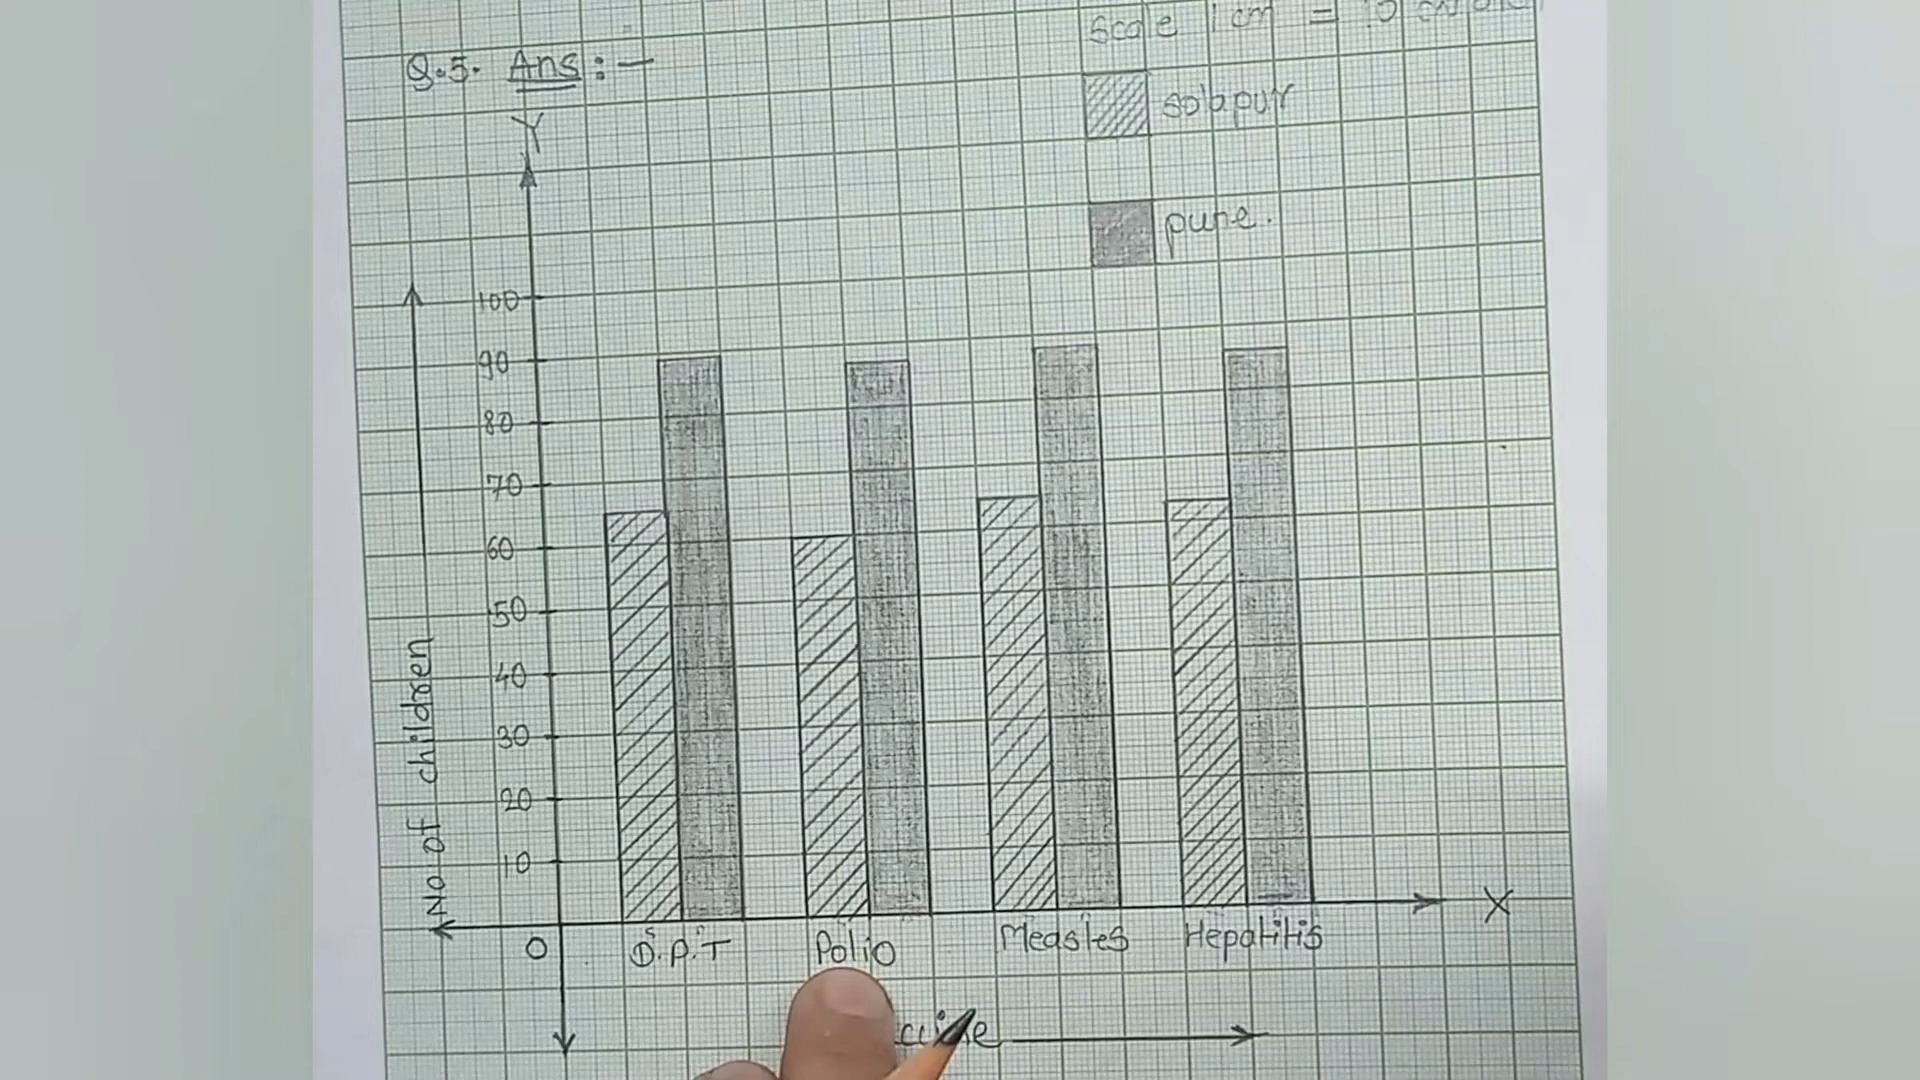 Scale 1 cm = 10
Q.5. Ans :-
Y
solapur
pune.
100
90
80
70
60
50
40
30
20
10
No of children
X
0
D.P.T Polio Measles Hepatitis